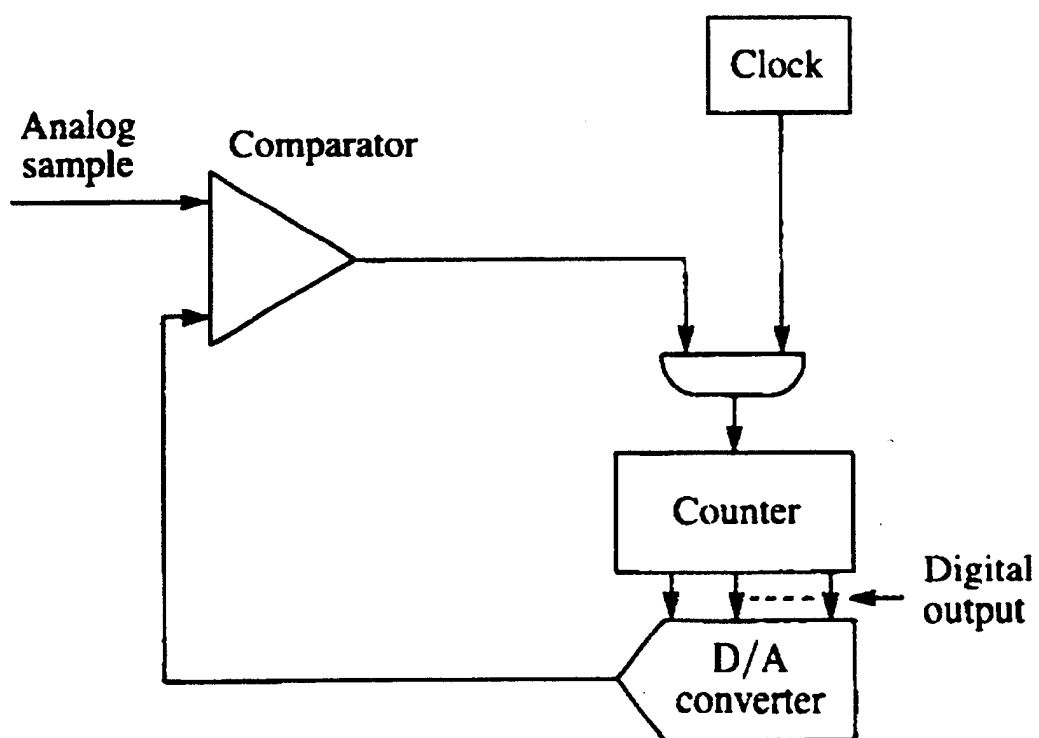 Clock
Analog
sample
Comparator
Counter
Digital
output
D/A
converter